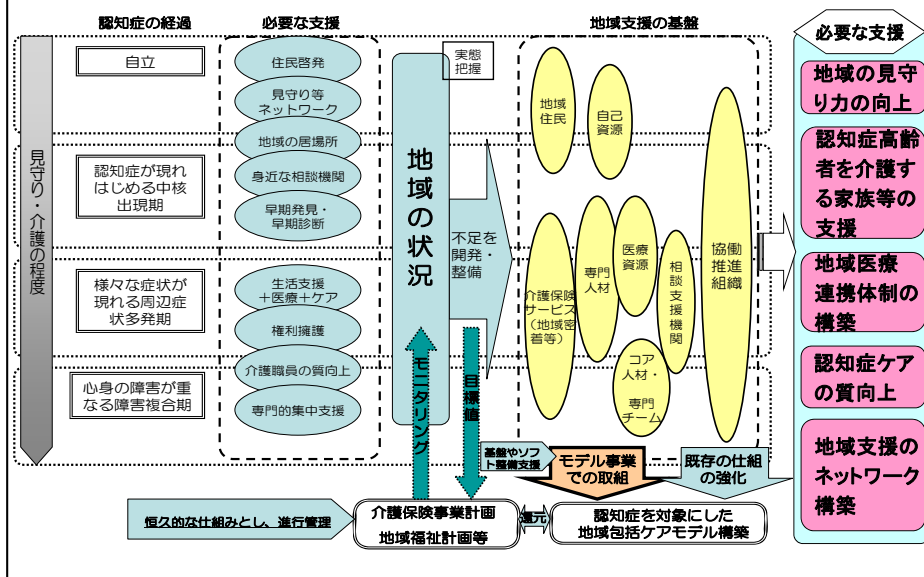 認知症の経過
必要な支援
地域支援の基盤
必要な支援
見守り・介護の程度
自立
認知症が現れ
はじめる中核
出現期
様々な症状が
現れる周辺症
状多発期
心身の障害が重
なる障害複合期
住民啓発
見守り等
ネットワーク
地域の居場所
身近な相談機関
早期発見・
早期診断
生活支援
＋医療＋ケア
権利擁護
介護職員の質向上
専門的集中支援
地域の状況
実態
把握
不足を
開発・
整備
モニタリング
目標値
地域
住民
自己
資源
介護保険
サービス
（地域密
着等）
専門
人材
医療
資源
相談支援機関
コア
人材・
専門
チーム
協働
推進
組織
地域の見守
り力の向上
認知症高齢
者を介護す
る家族等の
支援
地域医療
連携体制の
構築
認知症ケア
の質向上
地域支援の
ネットワーク
構築
基盤やソフ
ト整備支援
モデル事業
での取組
既存の仕組
の強化
恒久的な仕組みとし、進行管理
介護保険事業計画
地域福祉計画等
還元
認知症を対象にした
地域包括ケアモデル構築